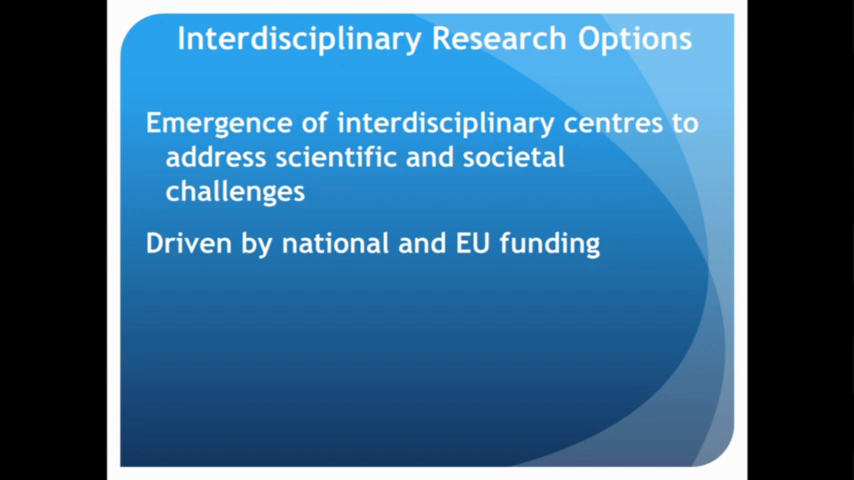 Interdisciplinary Research Options
Emergence of interdisciplinary centres to
address scientific and societal
challenges
Driven by national and EU funding